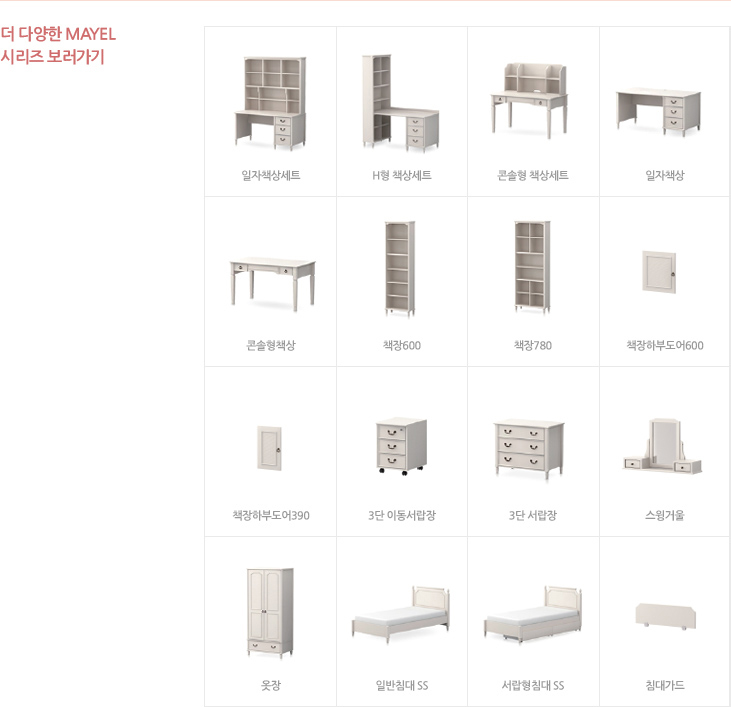 더 다양한 MAYEL
시리즈 보러가기
일자책상세트
H형 책상세트
콘솔형 책상세트
일자책상
콘솔형책상
책장600
책장780
책장하부도어600
책장하부도어390
3단 이동서랍장
3단 서랍장
스윙거울
옷장
일반침대 SS
서랍형침대 SS
침대가드